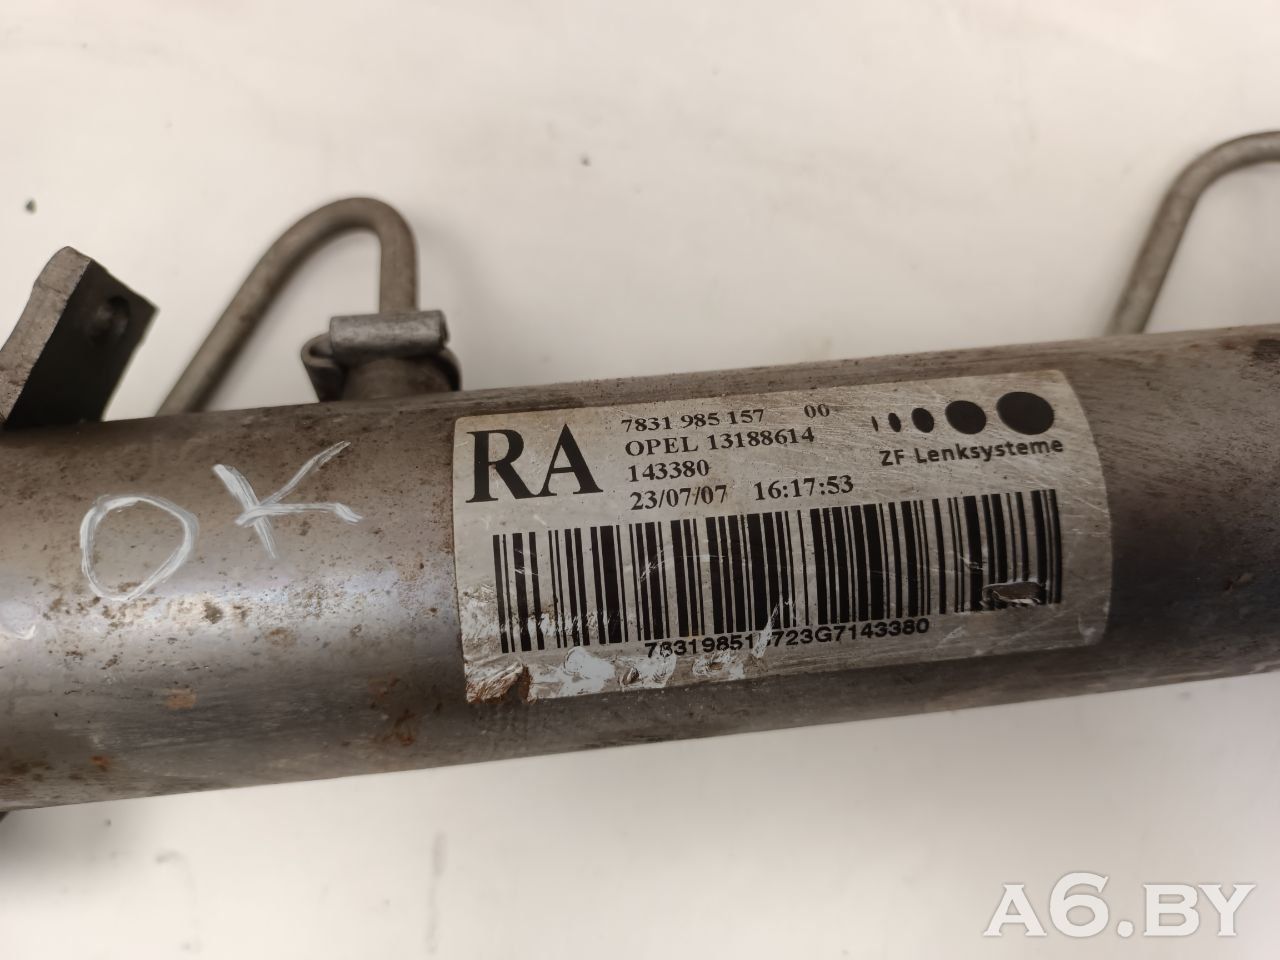 RA
7831 985 157 00
OPEL 13188614
143380
23/07/07 16:17:53
ZF Lenksysteme
OK
A6.BY